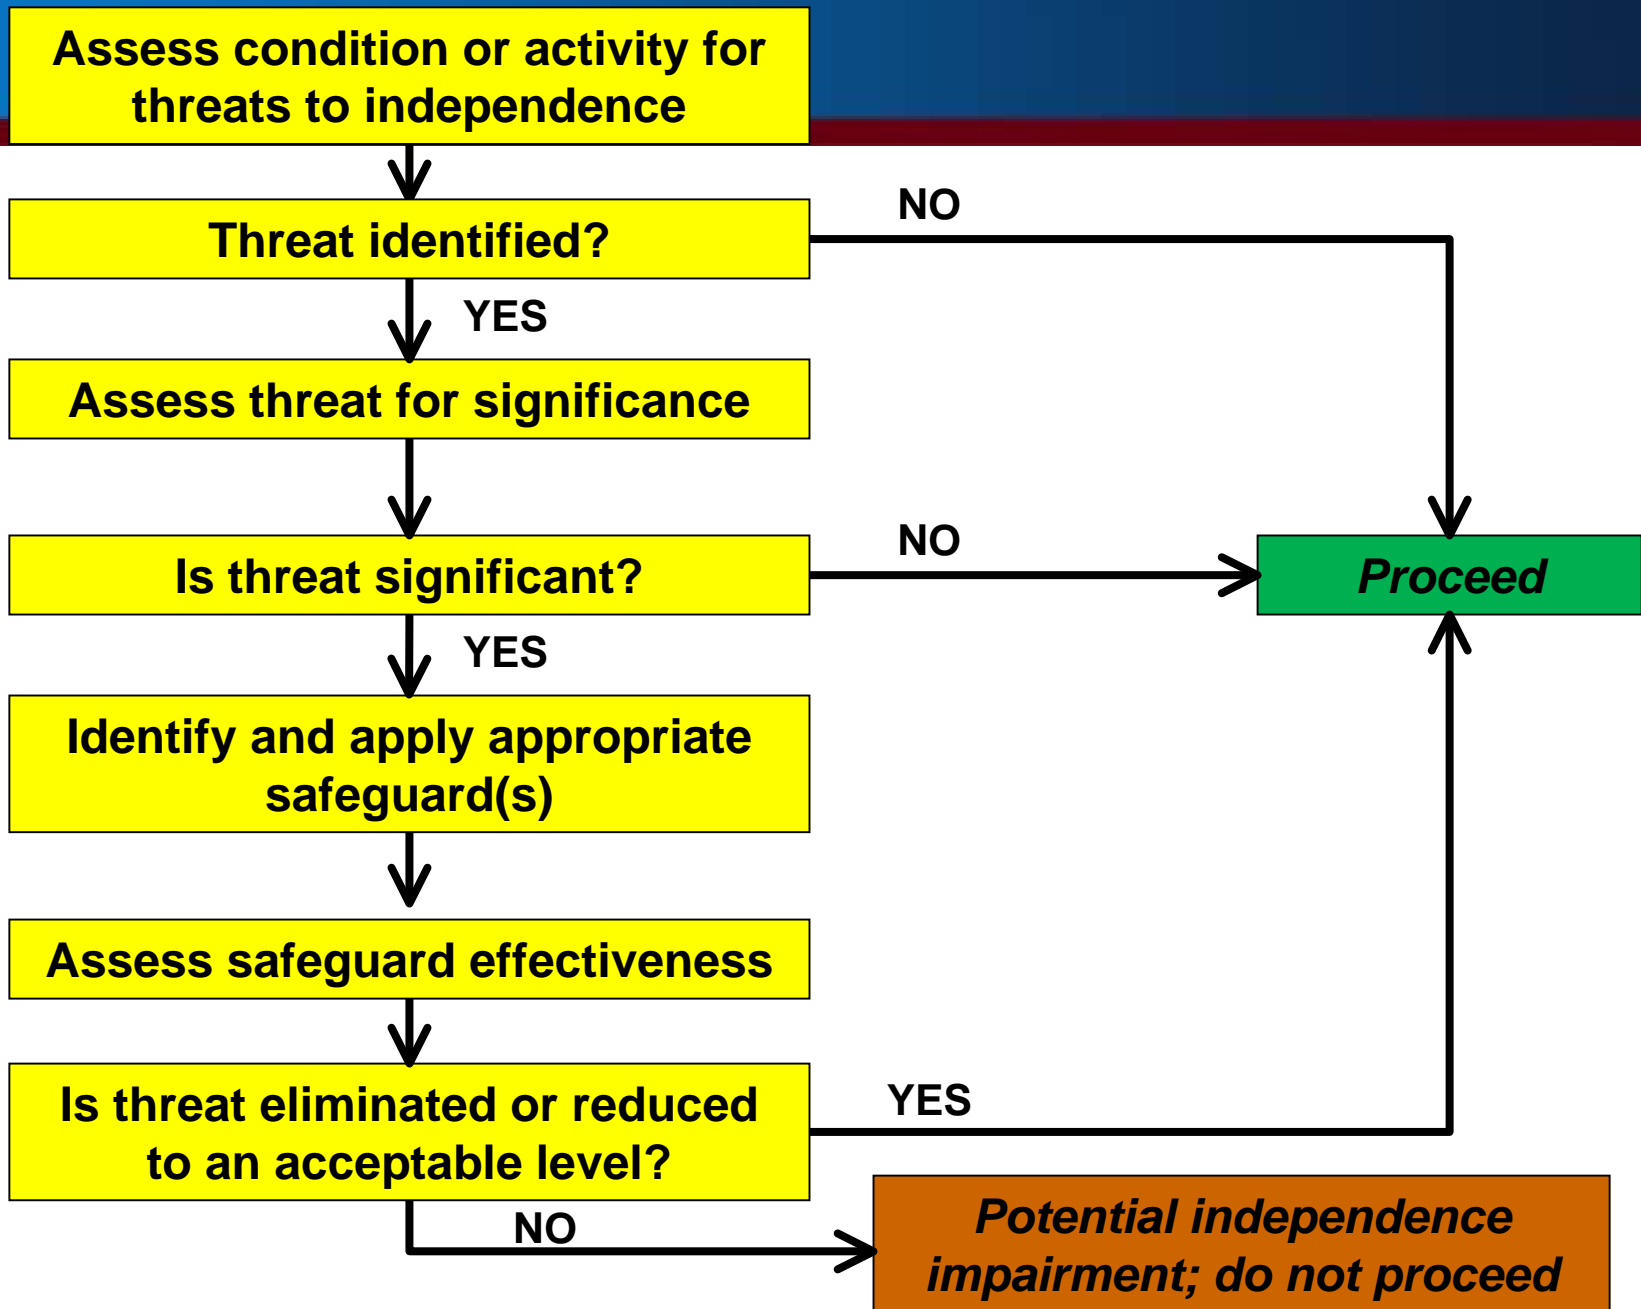 Assess condition or activity for
threats to independence
NO
Threat identified?
YES
Assess threat for significance
NO
Is threat significant?
Proceed
YES
Identify and apply appropriate
safeguard(s)
Assess safeguard effectiveness
Is threat eliminated or reduced
to an acceptable level?
YES
NO
Potential independence
impairment; do not proceed